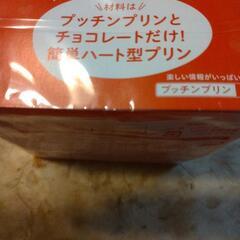 材料は
プッチンプリンと
チョコレートだけ!
簡単ハート型プリン
楽しい情報がいっぱい
プッチンプリン